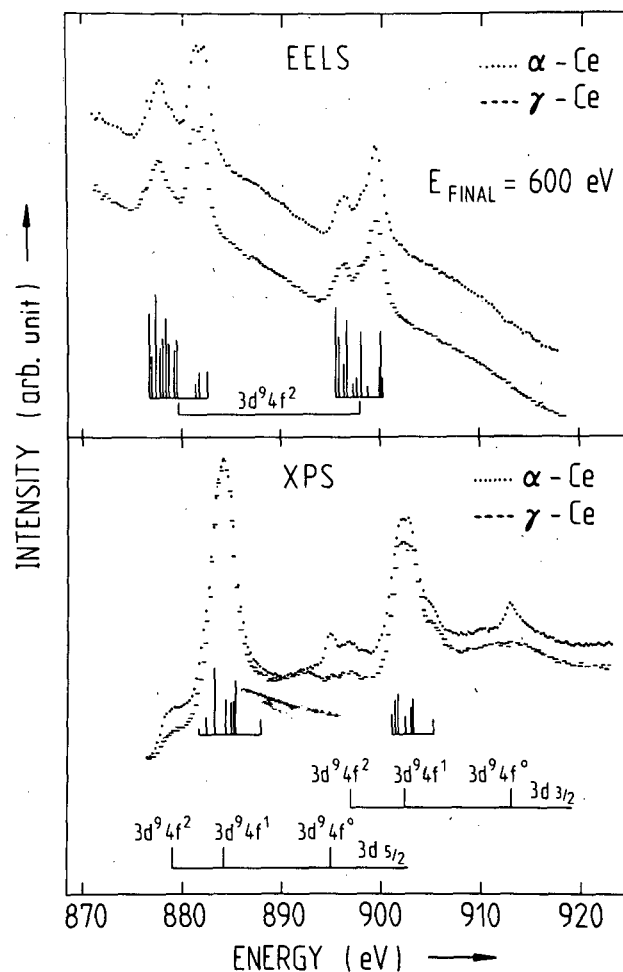 EELS
α - Ce
γ - Ce
E FINAL = 600 eV
3d⁹4f²
XPS
α - Ce
γ - Ce
3d⁹4f² 3d⁹4f¹ 3d⁹4f⁰
3d 3/2
3d⁹4f² 3d⁹4f¹ 3d⁹4f⁰
3d 5/2
870 880 890 900 910 920
ENERGY (eV)
INTENSITY (arb. unit)